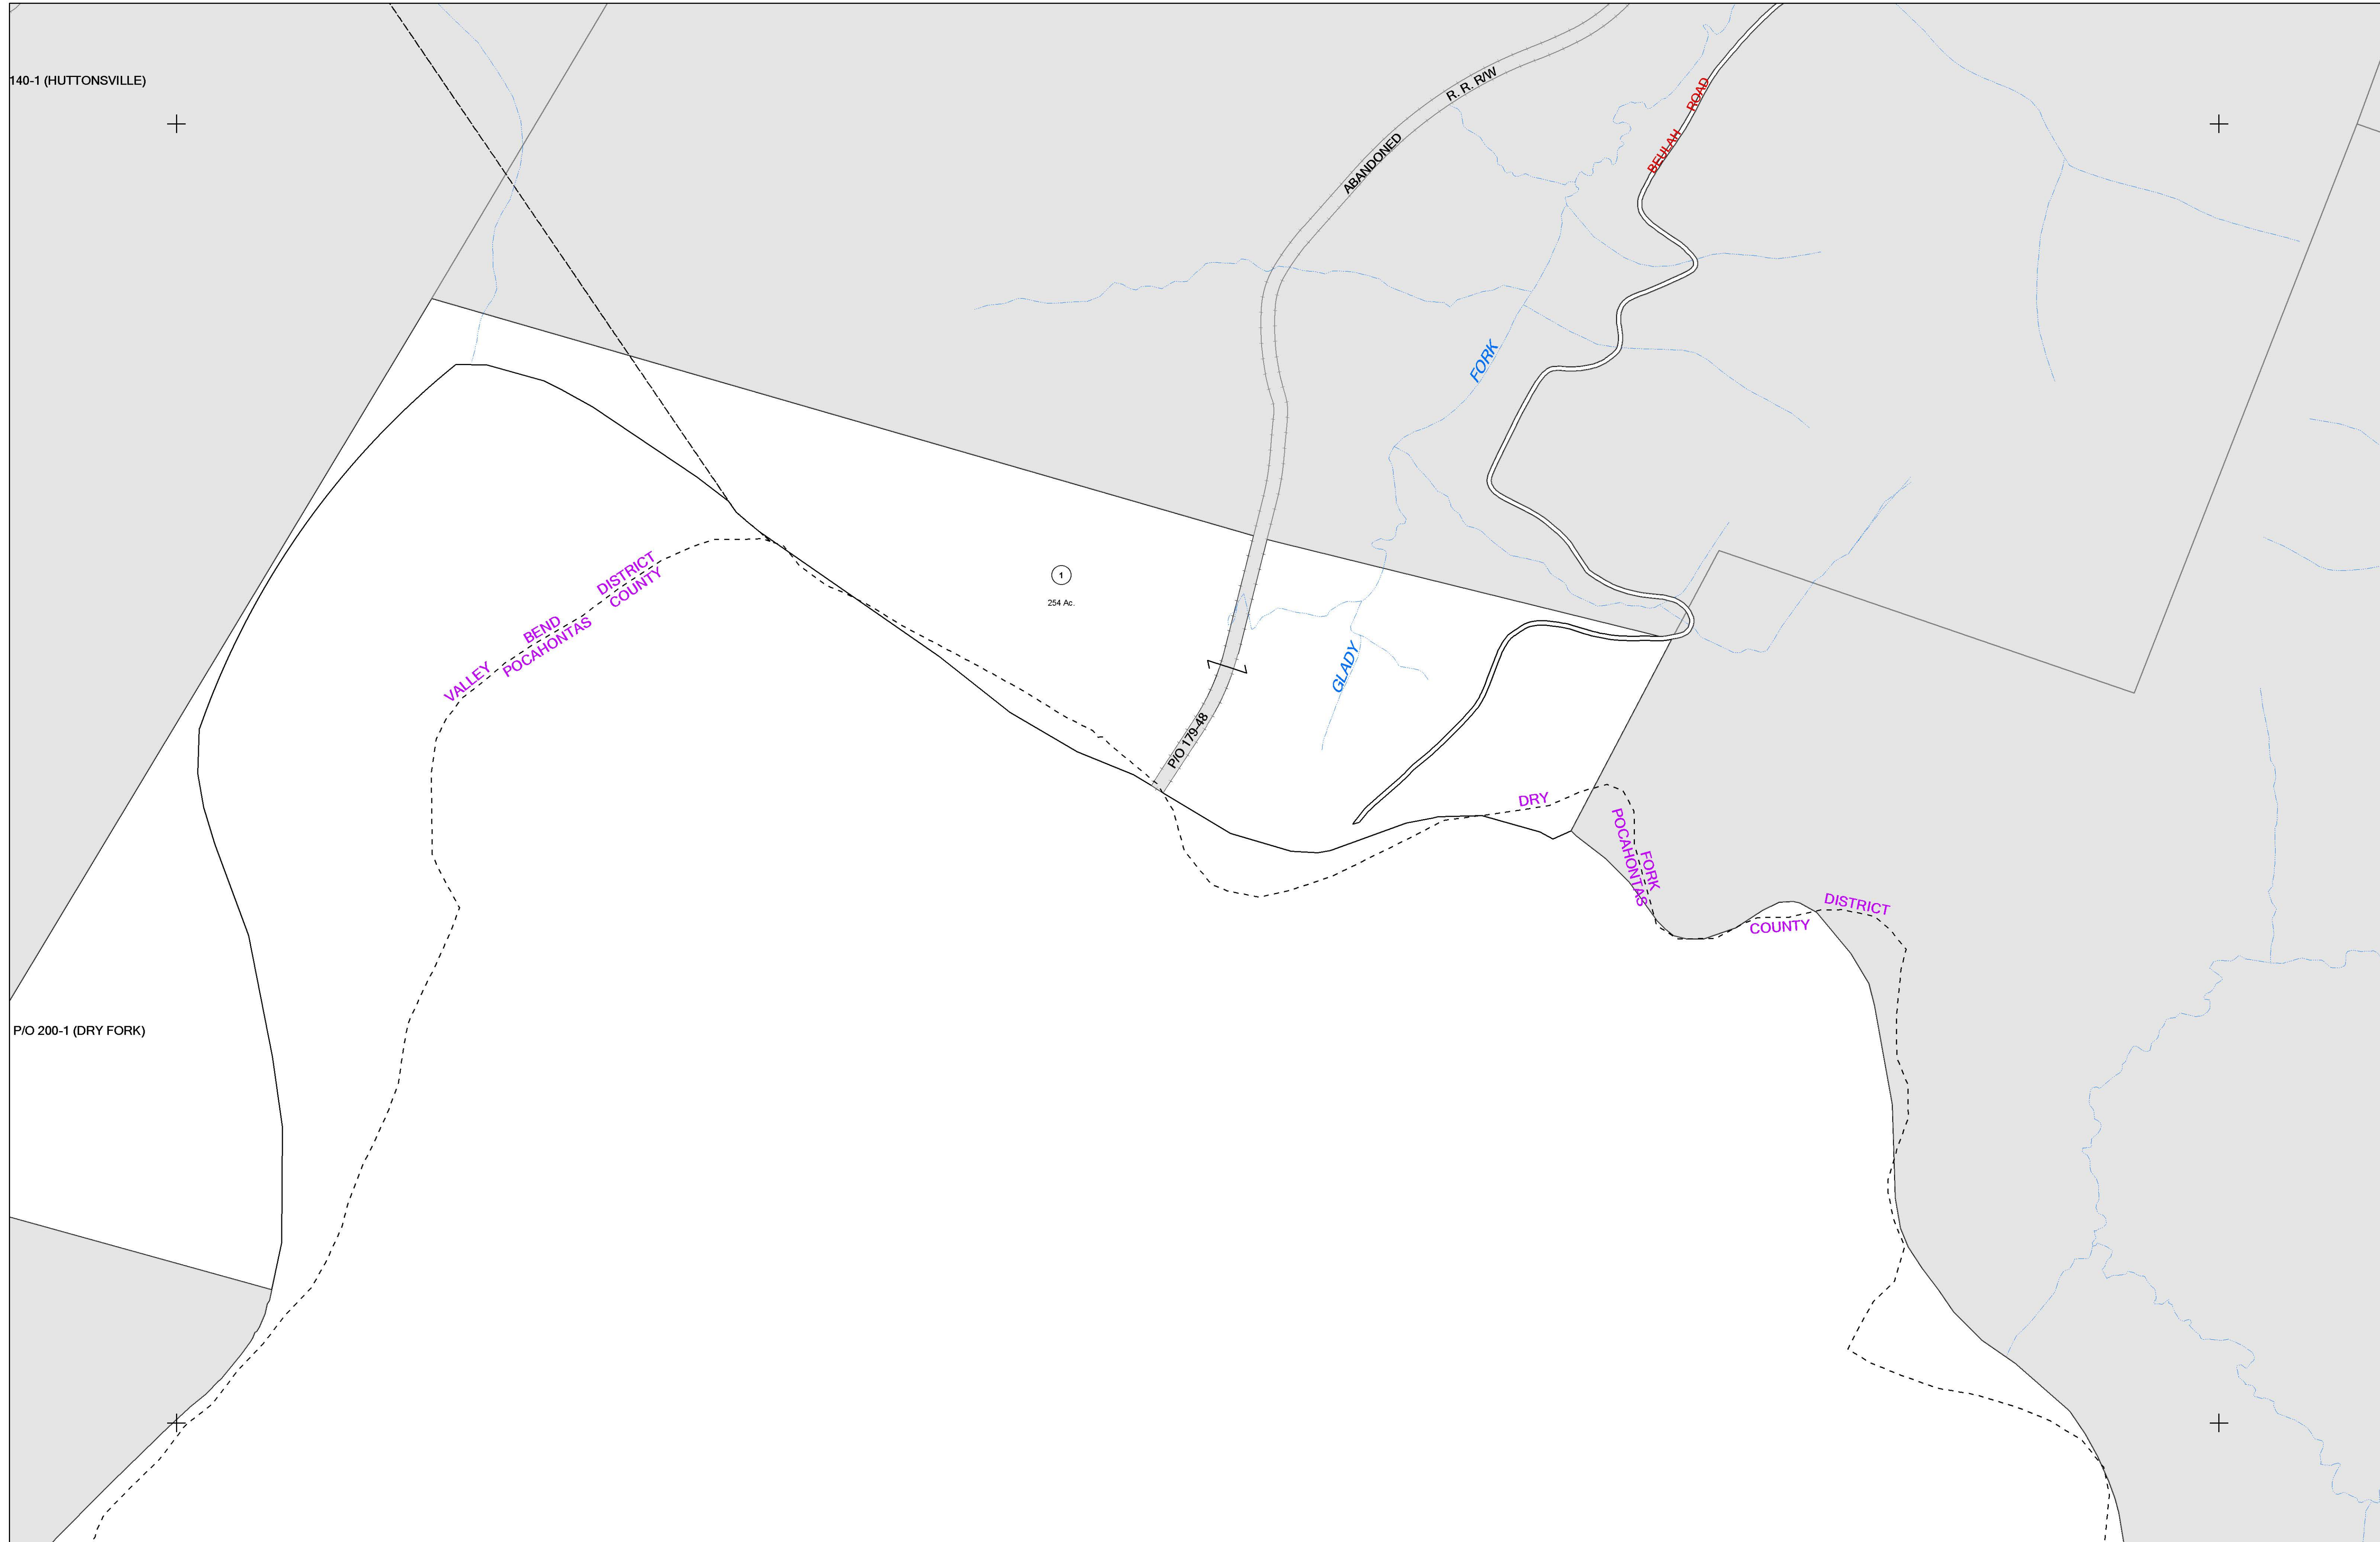 140-1 (HUTTONSVILLE)
ABANDONED R. R. R/W
BEULAH ROAD
GLADY FORK
VALLEY BEND DISTRICT
POCAHONTAS COUNTY
1
254 Ac.
P/O 179-48
DRY FORK DISTRICT
POCAHONTAS COUNTY
P/O 200-1 (DRY FORK)